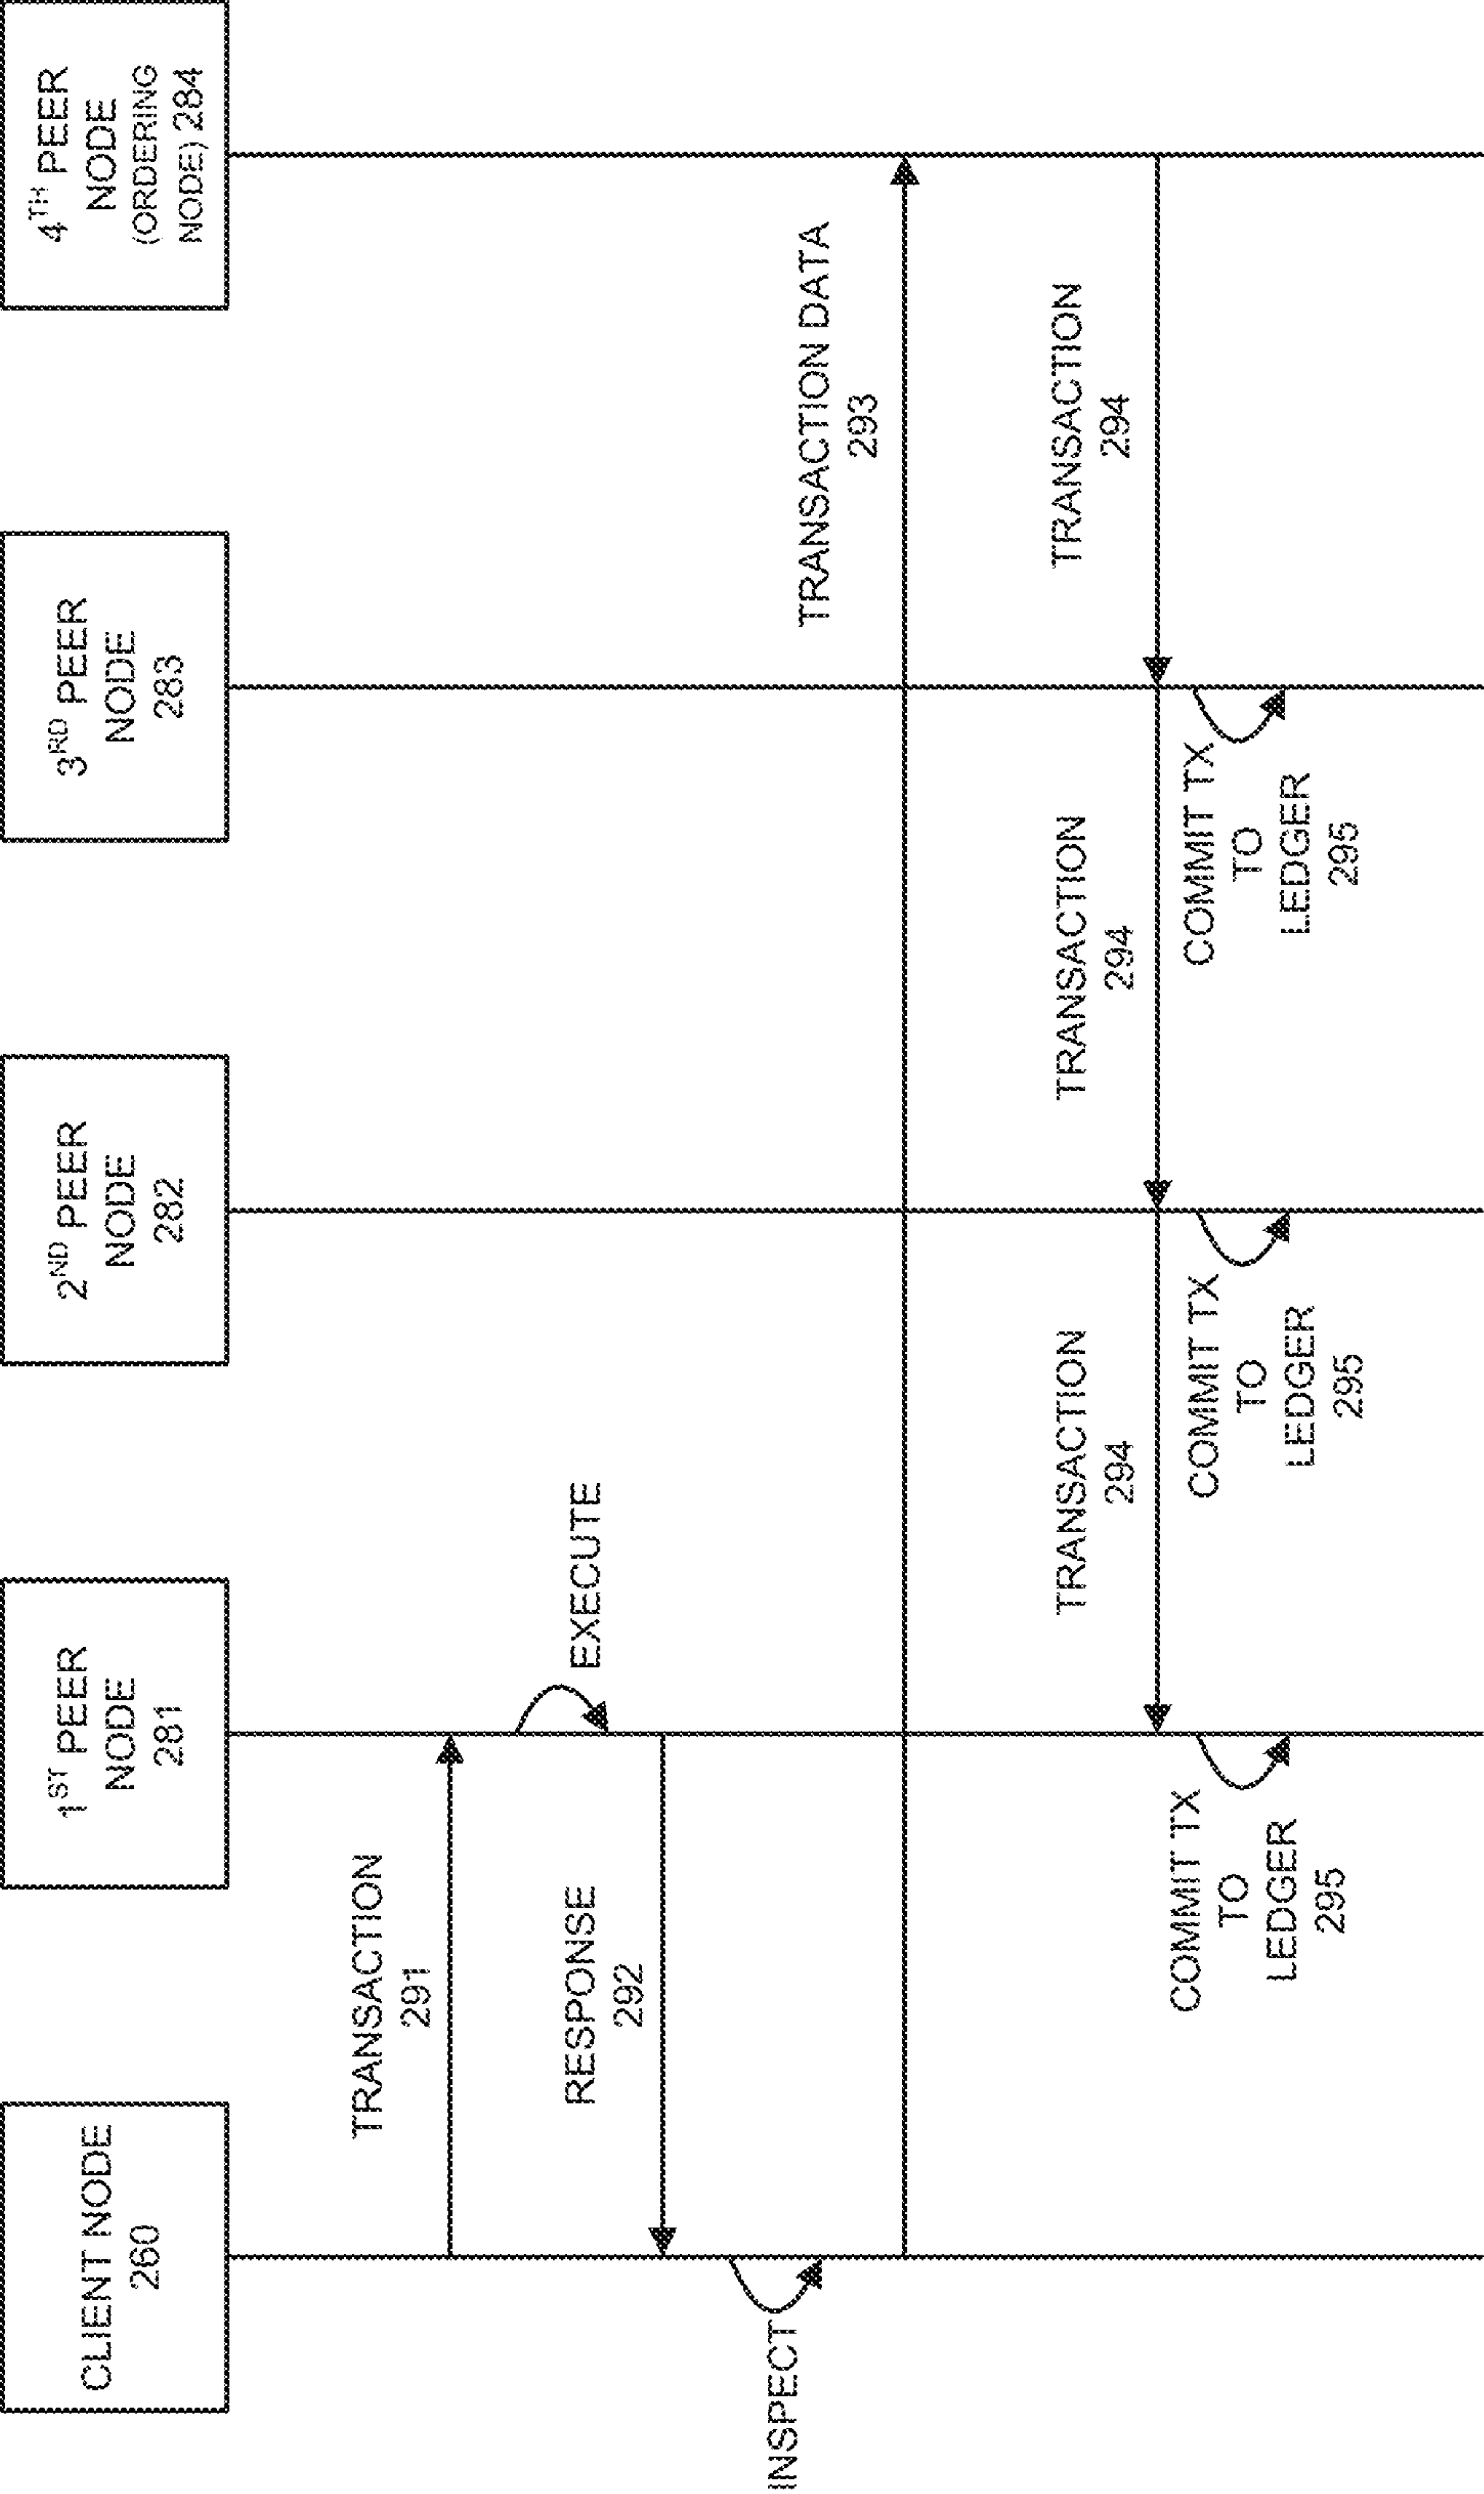 CLIENT NODE
260
1ST PEER
NODE
281
2ND PEER
NODE
282
3RD PEER
NODE
283
4TH PEER
NODE
(ORDERING
NODE) 284
TRANSACTION
291
EXECUTE
RESPONSE
292
INSPECT
TRANSACTION DATA
293
TRANSACTION
294
TRANSACTION
294
TRANSACTION
294
COMMIT TX
TO
LEDGER
295
COMMIT TX
TO
LEDGER
295
COMMIT TX
TO
LEDGER
295